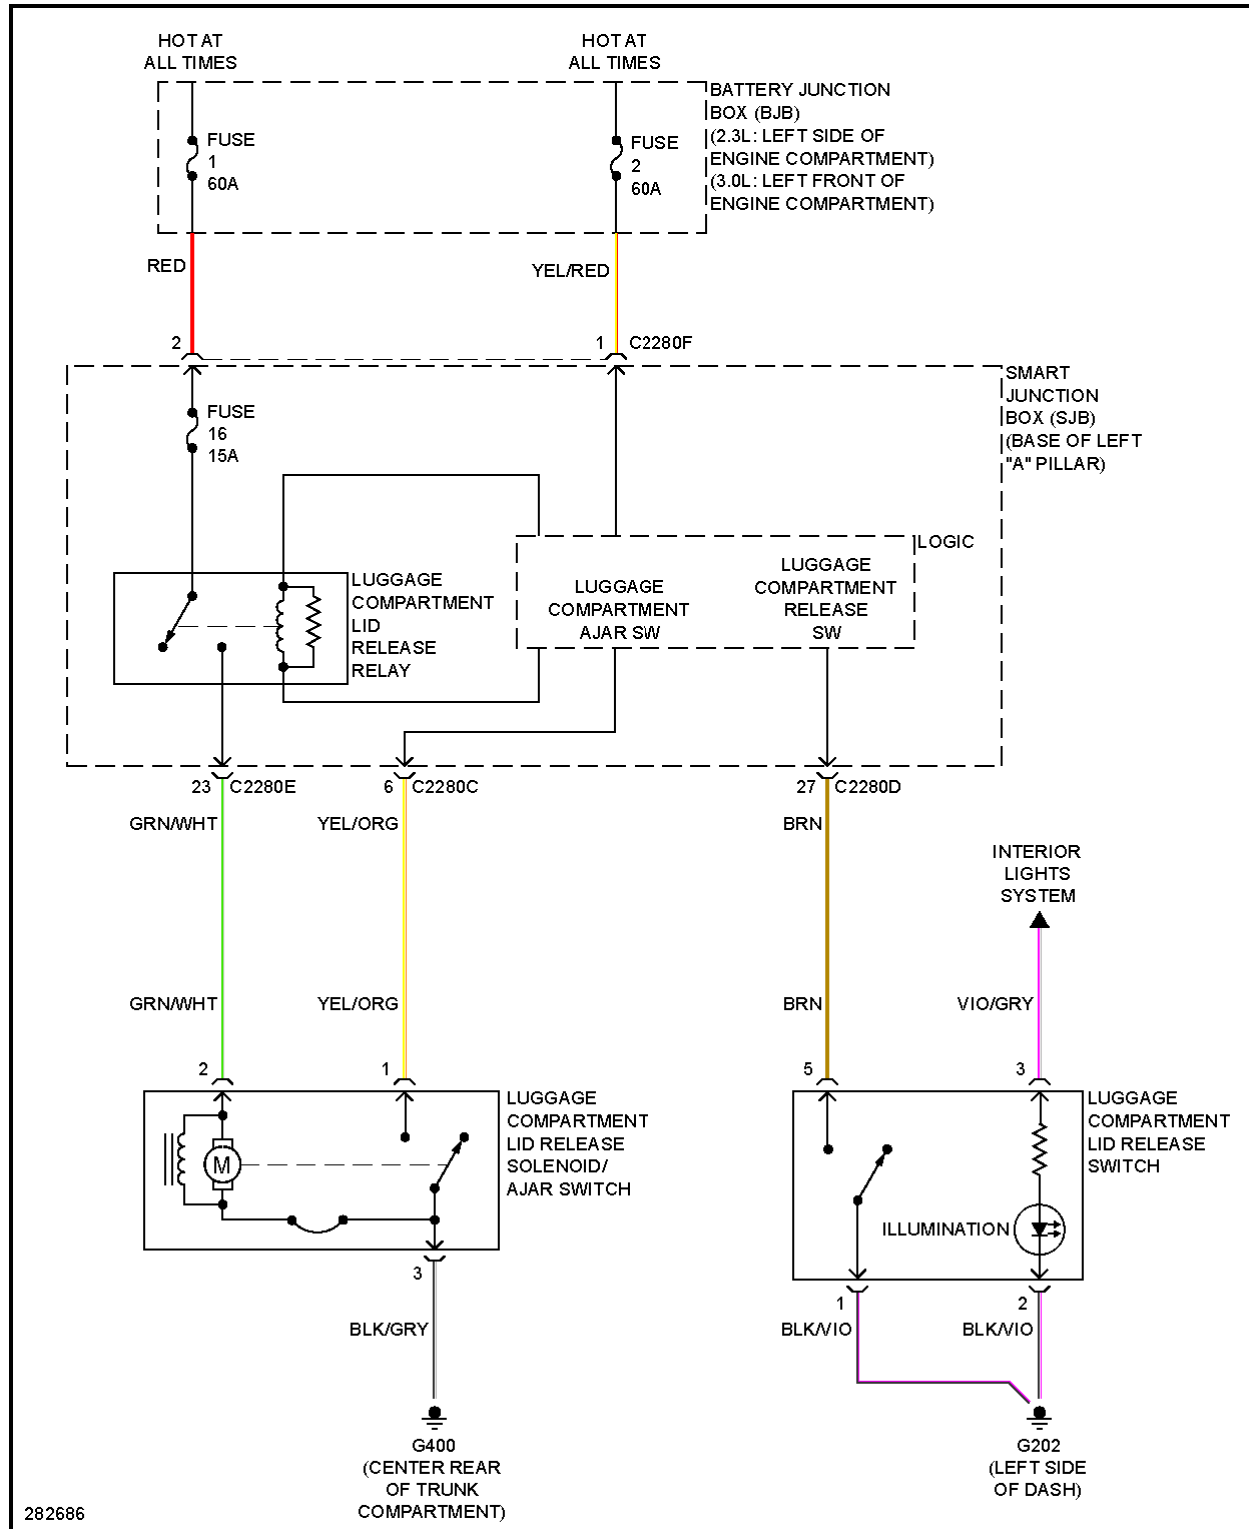 HOT AT
ALL TIMES
HOT AT
ALL TIMES
BATTERY JUNCTION
BOX (BJB)
(2.3L: LEFT SIDE OF
ENGINE COMPARTMENT)
(3.0L: LEFT FRONT OF
ENGINE COMPARTMENT)
FUSE
1
60A
FUSE
2
60A
RED
YEL/RED
2
1
C2280F
SMART
JUNCTION
BOX (SJB)
(BASE OF LEFT
"A" PILLAR)
FUSE
16
15A
LOGIC
LUGGAGE
COMPARTMENT
LID
RELEASE
RELAY
LUGGAGE
COMPARTMENT
AJAR SW
LUGGAGE
COMPARTMENT
RELEASE
SW
23
C2280E
6
C2280C
27
C2280D
GRN/WHT
YEL/ORG
BRN
INTERIOR
LIGHTS
SYSTEM
GRN/WHT
YEL/ORG
BRN
VIO/GRY
2
1
5
3
LUGGAGE
COMPARTMENT
LID RELEASE
SOLENOID/
AJAR SWITCH
M
LUGGAGE
COMPARTMENT
LID RELEASE
SWITCH
ILLUMINATION
3
1
2
BLK/GRY
BLK/VIO
BLK/VIO
G400
(CENTER REAR
OF TRUNK
COMPARTMENT)
G202
(LEFT SIDE
OF DASH)
282686